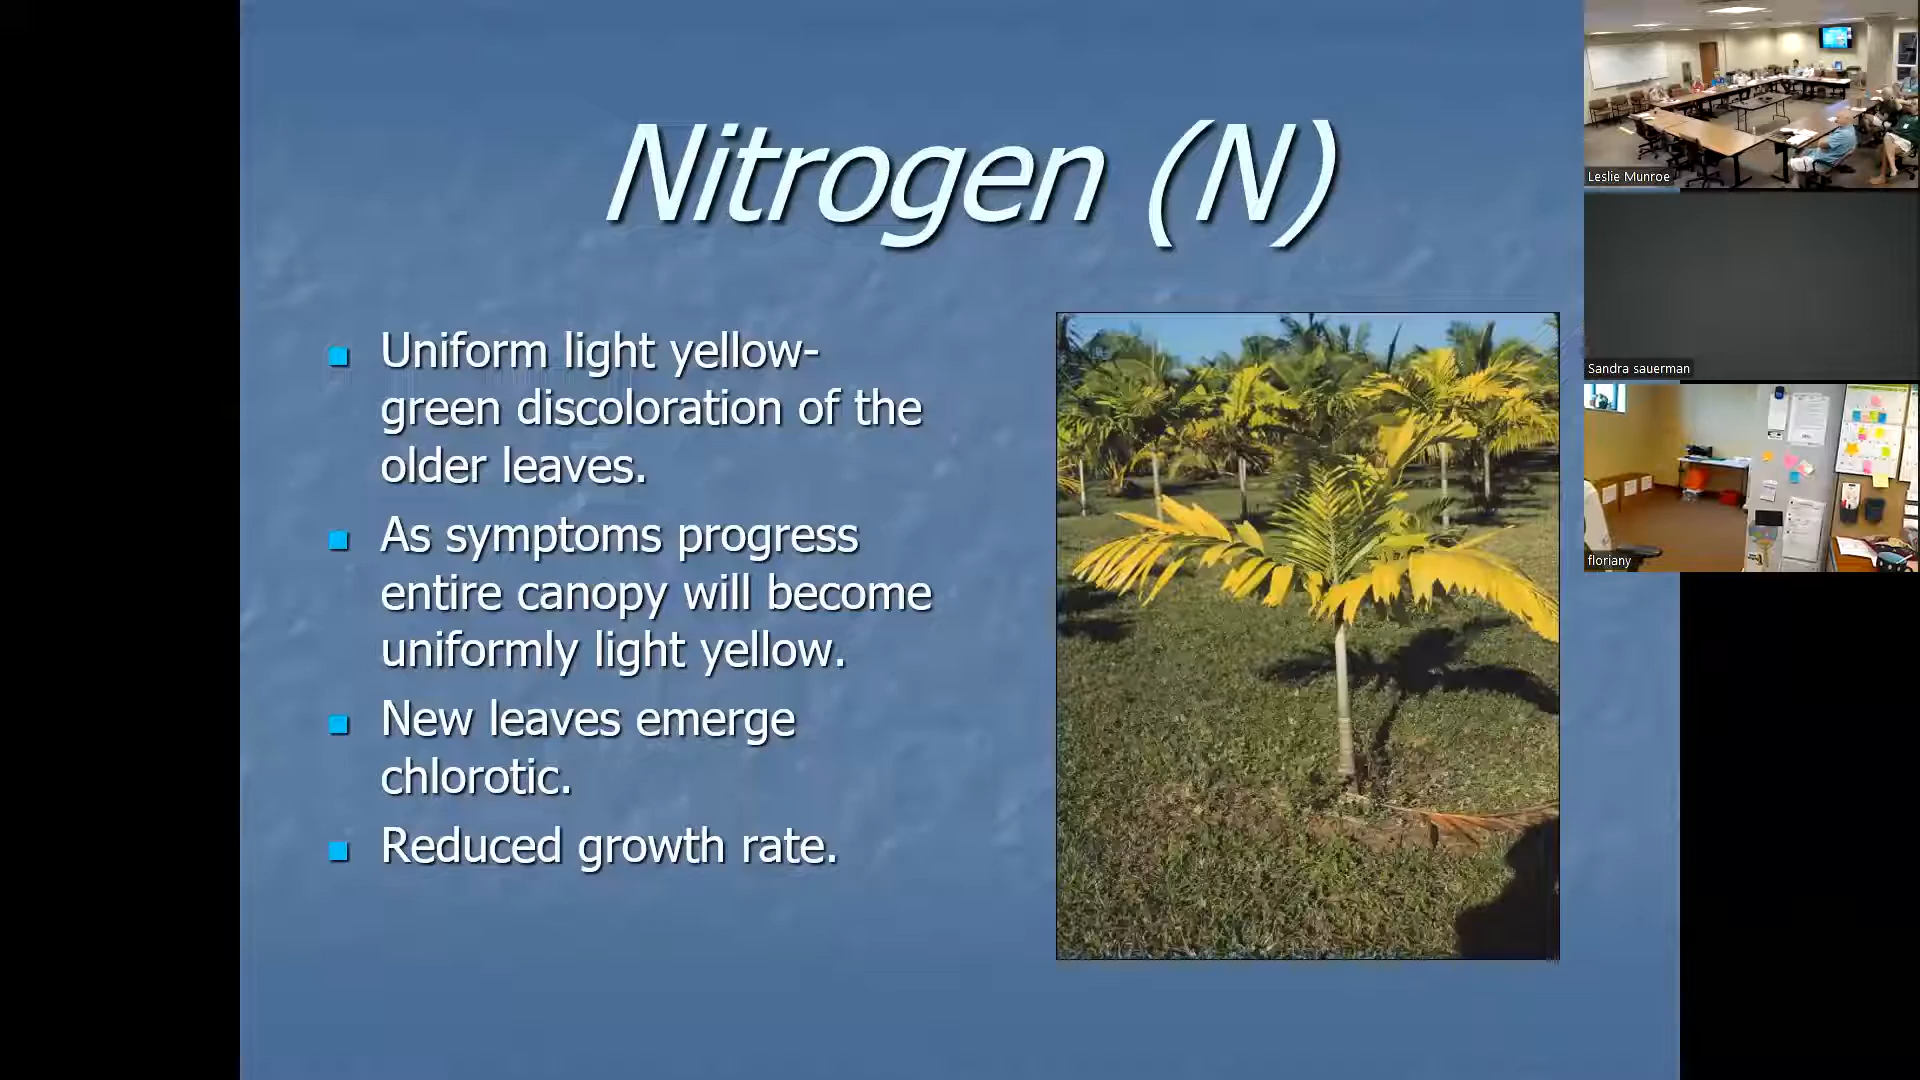 Nitrogen (N)
Uniform light yellow-
green discoloration of the
older leaves.
As symptoms progress
entire canopy will become
uniformly light yellow.
New leaves emerge
chlorotic.
Reduced growth rate.
Leslie Munroe
Sandra sauerman
floriany